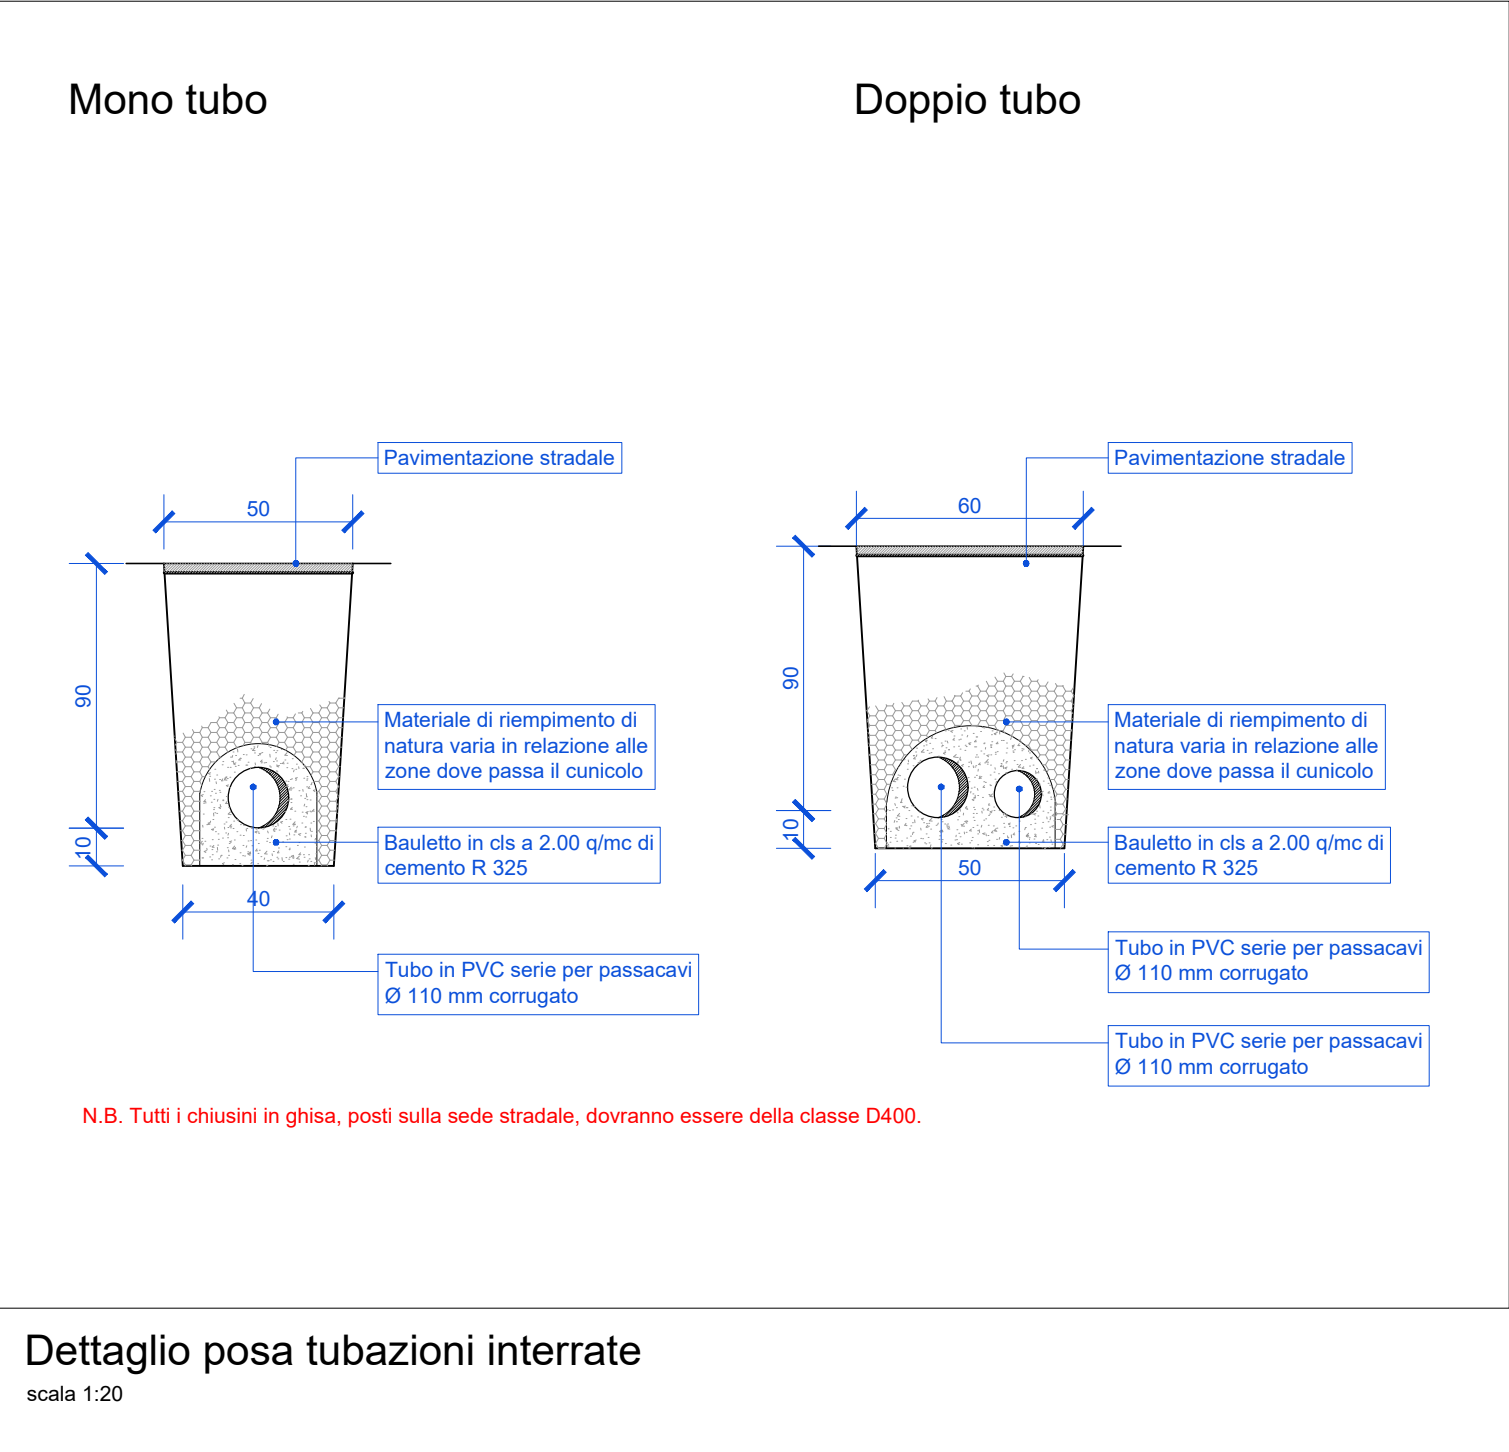 Mono tubo
Doppio tubo
Pavimentazione stradale
50
90
Materiale di riempimento di
natura varia in relazione alle
zone dove passa il cunicolo
10
Bauletto in cls a 2.00 q/mc di
cemento R 325
40
Tubo in PVC serie per passacavi
Ø 110 mm corrugato
Pavimentazione stradale
60
90
Materiale di riempimento di
natura varia in relazione alle
zone dove passa il cunicolo
10
Bauletto in cls a 2.00 q/mc di
cemento R 325
50
Tubo in PVC serie per passacavi
Ø 110 mm corrugato
Tubo in PVC serie per passacavi
Ø 110 mm corrugato
N.B. Tutti i chiusini in ghisa, posti sulla sede stradale, dovranno essere della classe D400.
Dettaglio posa tubazioni interrate
scala 1:20